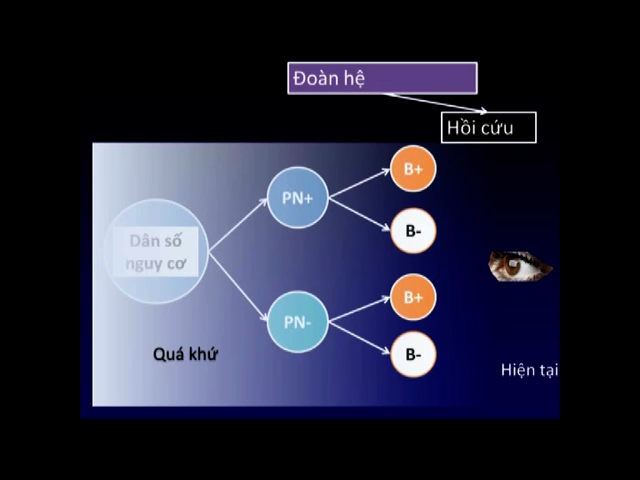 Đoàn hệ
Hồi cứu
B+
PN+
B-
Dân số
nguy cơ
B+
PN-
B-
Quá khứ
Hiện tại